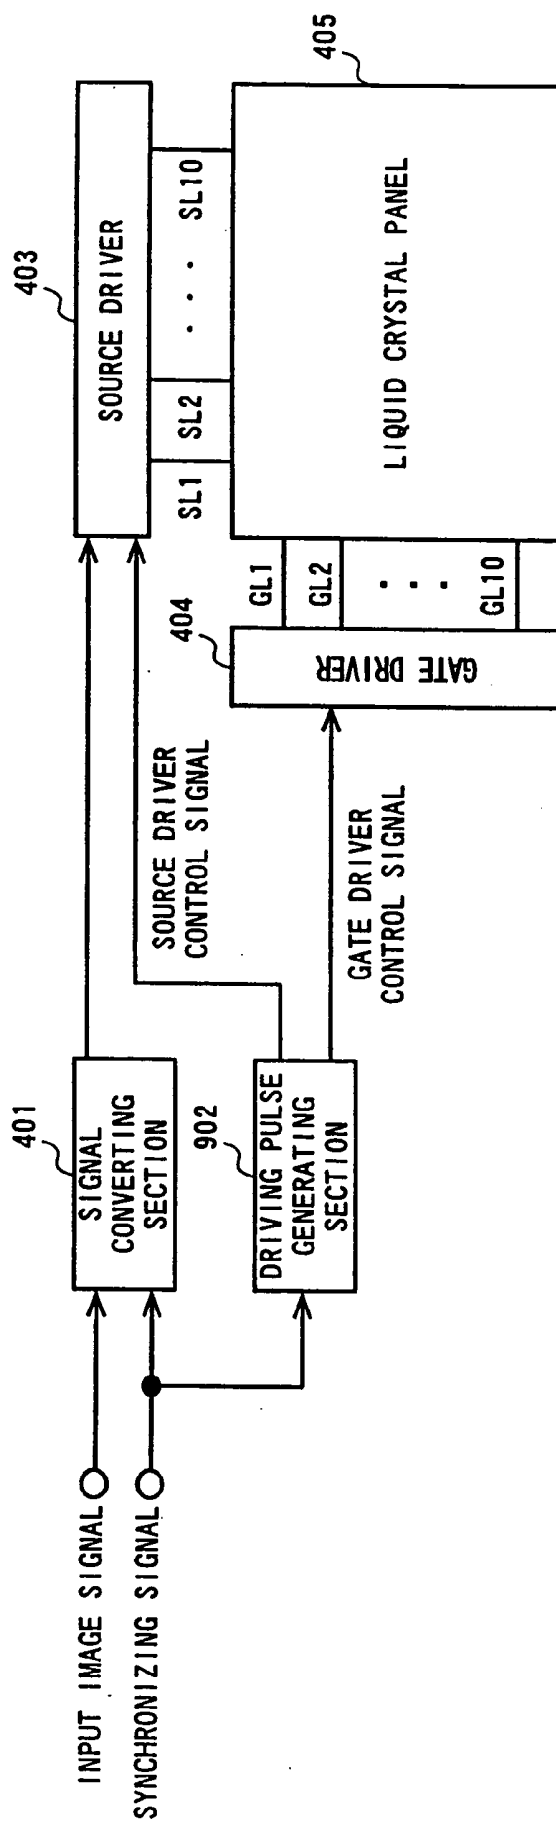 INPUT IMAGE SIGNAL
SYNCHRONIZING SIGNAL
401
SIGNAL
CONVERTING
SECTION
902
DRIVING PULSE
GENERATING
SECTION
SOURCE DRIVER
CONTROL SIGNAL
GATE DRIVER
CONTROL SIGNAL
403
SOURCE DRIVER
SL1
SL2
. . .
SL10
404
GATE DRIVER
GL1
GL2
. . .
GL10
405
LIQUID CRYSTAL PANEL